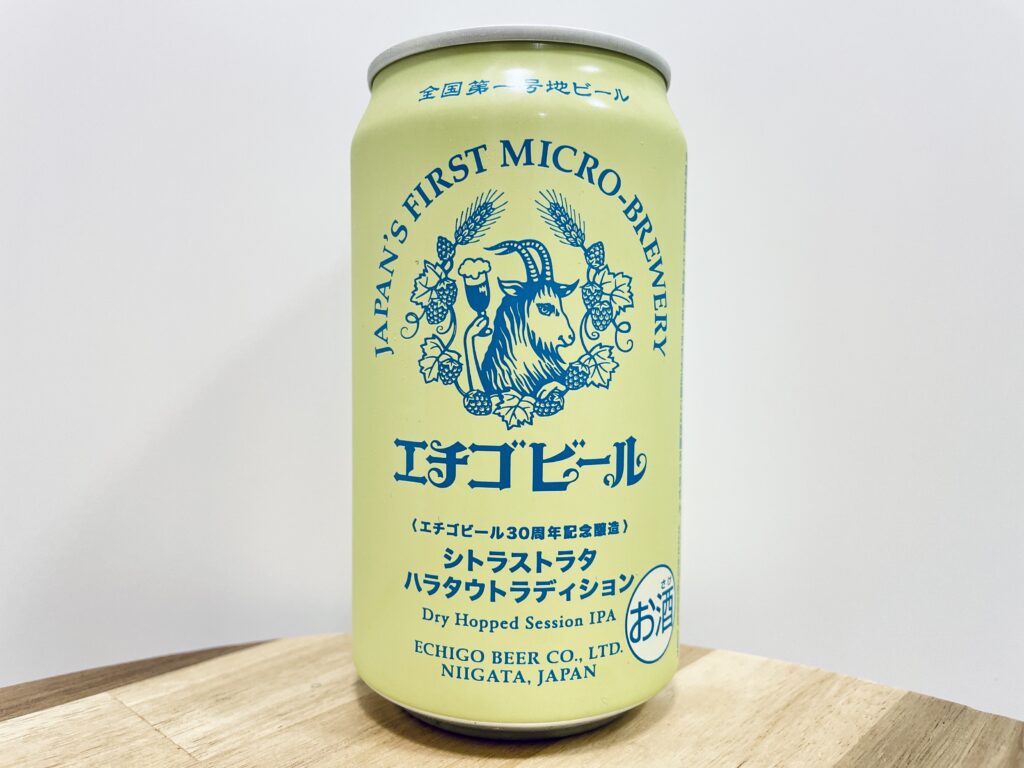 全国第一号地ビール
JAPAN'S FIRST MICRO-BREWERY
エチゴビール
〈エチゴビール30周年記念醸造〉
シトラストラタ
ハラタウトラディション
Dry Hopped Session IPA
さけ
お酒
ECHIGO BEER CO., LTD.
NIIGATA, JAPAN